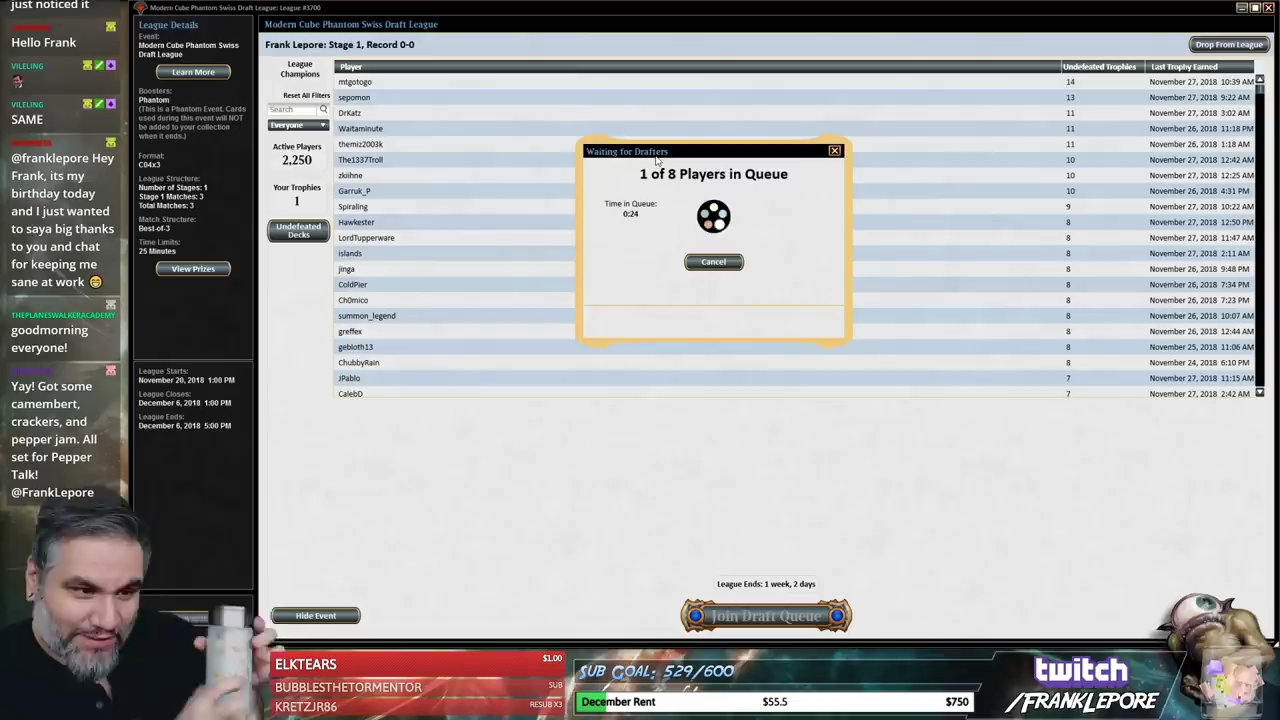 just noticed it
Hello Frank
VILELING
VILELING
SAME
@franklepore Hey
Frank, its my
birthday today
and I just wanted
to saya big thanks
to you and chat
for keeping me
sane at work
THEPLANESWALKERACADEMY
goodmorning
everyone!
Yay! Got some
camembert,
crackers, and
pepper jam. All
set for Pepper
Talk!
@FrankLepore
Modern Cube Phantom Swiss Draft League: League #3700
League Details
Event:
Modern Cube Phantom Swiss
Draft League
Learn More
Boosters:
Phantom
(This is a Phantom Event. Cards
used during this event will NOT
be added to your collection
when it ends.)
Format:
C04x3
League Structure:
Number of Stages: 1
Stage 1 Matches: 3
Total Matches: 3
Match Structure:
Best-of-3
Time Limits:
25 Minutes
View Prizes
League Starts:
November 20, 2018 1:00 PM
League Closes:
December 6, 2018 1:00 PM
League Ends:
December 6, 2018 5:00 PM
Modern Cube Phantom Swiss Draft League
Frank Lepore: Stage 1, Record 0-0
Drop From League
League
Champions
Reset All Filters
Search
Everyone
Active Players
2,250
Your Trophies
1
Undefeated
Decks
Player Undefeated Trophies Last Trophy Earned
mtgotogo 14 November 27, 2018 10:39 AM
sepomon 13 November 27, 2018 9:22 AM
DrKatz 11 November 27, 2018 3:02 AM
Waitaminute 11 November 26, 2018 11:18 PM
themiz2003k 11 November 26, 2018 1:18 AM
The1337Troll 10 November 27, 2018 12:42 AM
zkiihne 10 November 27, 2018 12:25 AM
Garruk_P 10 November 26, 2018 4:31 PM
Spiraling 9 November 27, 2018 10:22 AM
Hawkester 8 November 27, 2018 12:50 PM
LordTupperware 8 November 27, 2018 11:47 AM
islands 8 November 27, 2018 2:11 AM
jinga 8 November 26, 2018 9:48 PM
ColdPier 8 November 26, 2018 7:34 PM
Ch0mico 8 November 26, 2018 7:23 PM
summon_legend 8 November 26, 2018 10:07 AM
greffex 8 November 26, 2018 12:44 AM
gebloth13 8 November 25, 2018 11:06 AM
ChubbyRain 8 November 24, 2018 6:10 PM
JPablo 7 November 27, 2018 11:15 AM
CalebD 7 November 27, 2018 2:42 AM
Waiting for Drafters
1 of 8 Players in Queue
Time in Queue:
0:24
Cancel
League Ends: 1 week, 2 days
Hide Event
Join Draft Queue
ELKTEARS $1.00
BUBBLESTHETORMENTOR SUB
KRETZJR86 RESUB X3
SUB GOAL: 529/600
December Rent $55.5 $750
twitch
/FRANKLEPORE